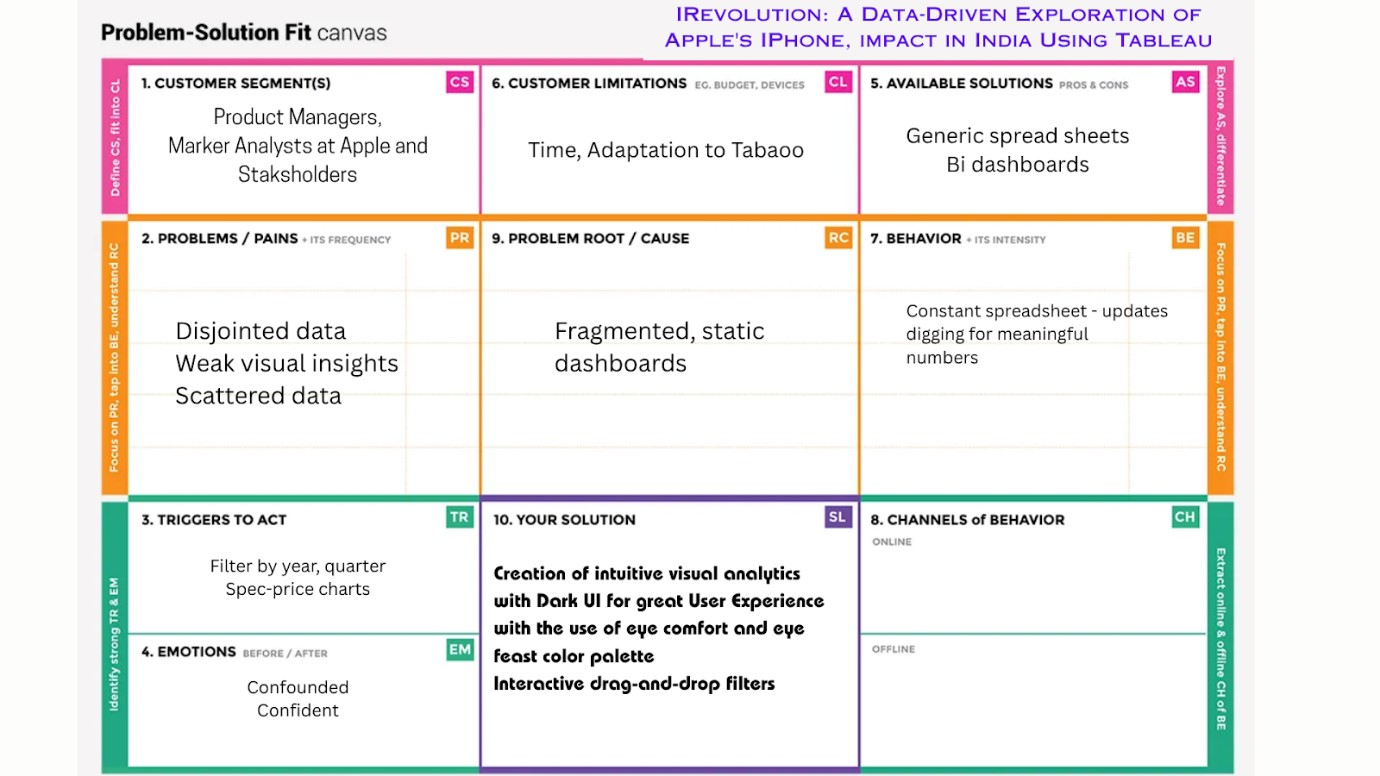 Problem-Solution Fit canvas
IRevolution: A Data-Driven Exploration of
Apple's IPhone, impact in India Using Tableau
Define CS, fit into CL
1. CUSTOMER SEGMENT(S)
CS
Product Managers,
Marker Analysts at Apple and
Staksholders
6. CUSTOMER LIMITATIONS EG. BUDGET, DEVICES
CL
Time, Adaptation to Tabaoo
5. AVAILABLE SOLUTIONS PROS & CONS
AS
Generic spread sheets
Bi dashboards
Explore AS, differentiate
Focus on PR, tap into BE, understand RC
2. PROBLEMS / PAINS + ITS FREQUENCY
PR
Disjointed data
Weak visual insights
Scattered data
9. PROBLEM ROOT / CAUSE
RC
Fragmented, static
dashboards
7. BEHAVIOR + ITS INTENSITY
BE
Constant spreadsheet - updates
digging for meaningful
numbers
Focus on PR, tap into BE, understand RC
Identify strong TR & EM
3. TRIGGERS TO ACT
TR
Filter by year, quarter
Spec-price charts
4. EMOTIONS BEFORE / AFTER
EM
Confounded
Confident
10. YOUR SOLUTION
SL
Creation of intuitive visual analytics
with Dark UI for great User Experience
with the use of eye comfort and eye
feast color palette
Interactive drag-and-drop filters
8. CHANNELS of BEHAVIOR
CH
ONLINE
OFFLINE
Extract online & offline CH of BE